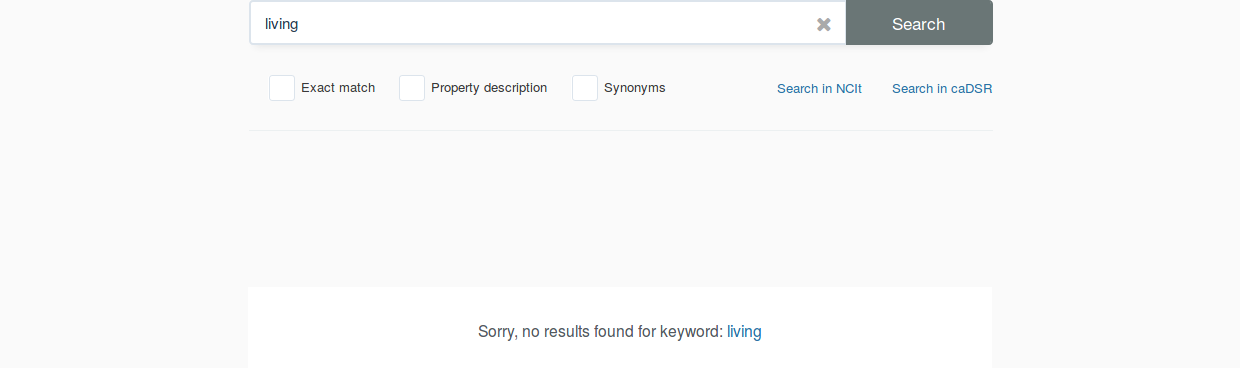 living ✖ Search
Exact match Property description Synonyms Search in NCIt Search in caDSR
Sorry, no results found for keyword: living